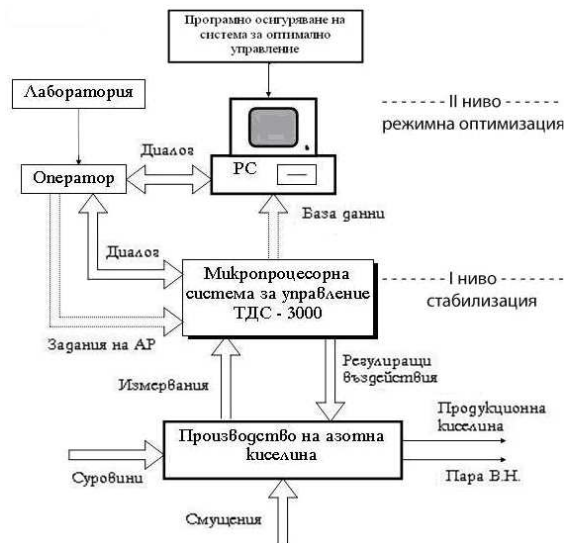 Програмно осигуряване на
система за оптимално
управление
Лаборатория
II ниво
режимна оптимизация
Диалог
РС
Оператор
База данни
Диалог
Микропроцесорна
система за управление
ТДС - 3000
I ниво
стабилизация
Задания на АР
Измервания
Регулиращи
въздействия
Продукционна
киселина
Производство на азотна
киселина
Суровини
Пара В.Н.
Смущения